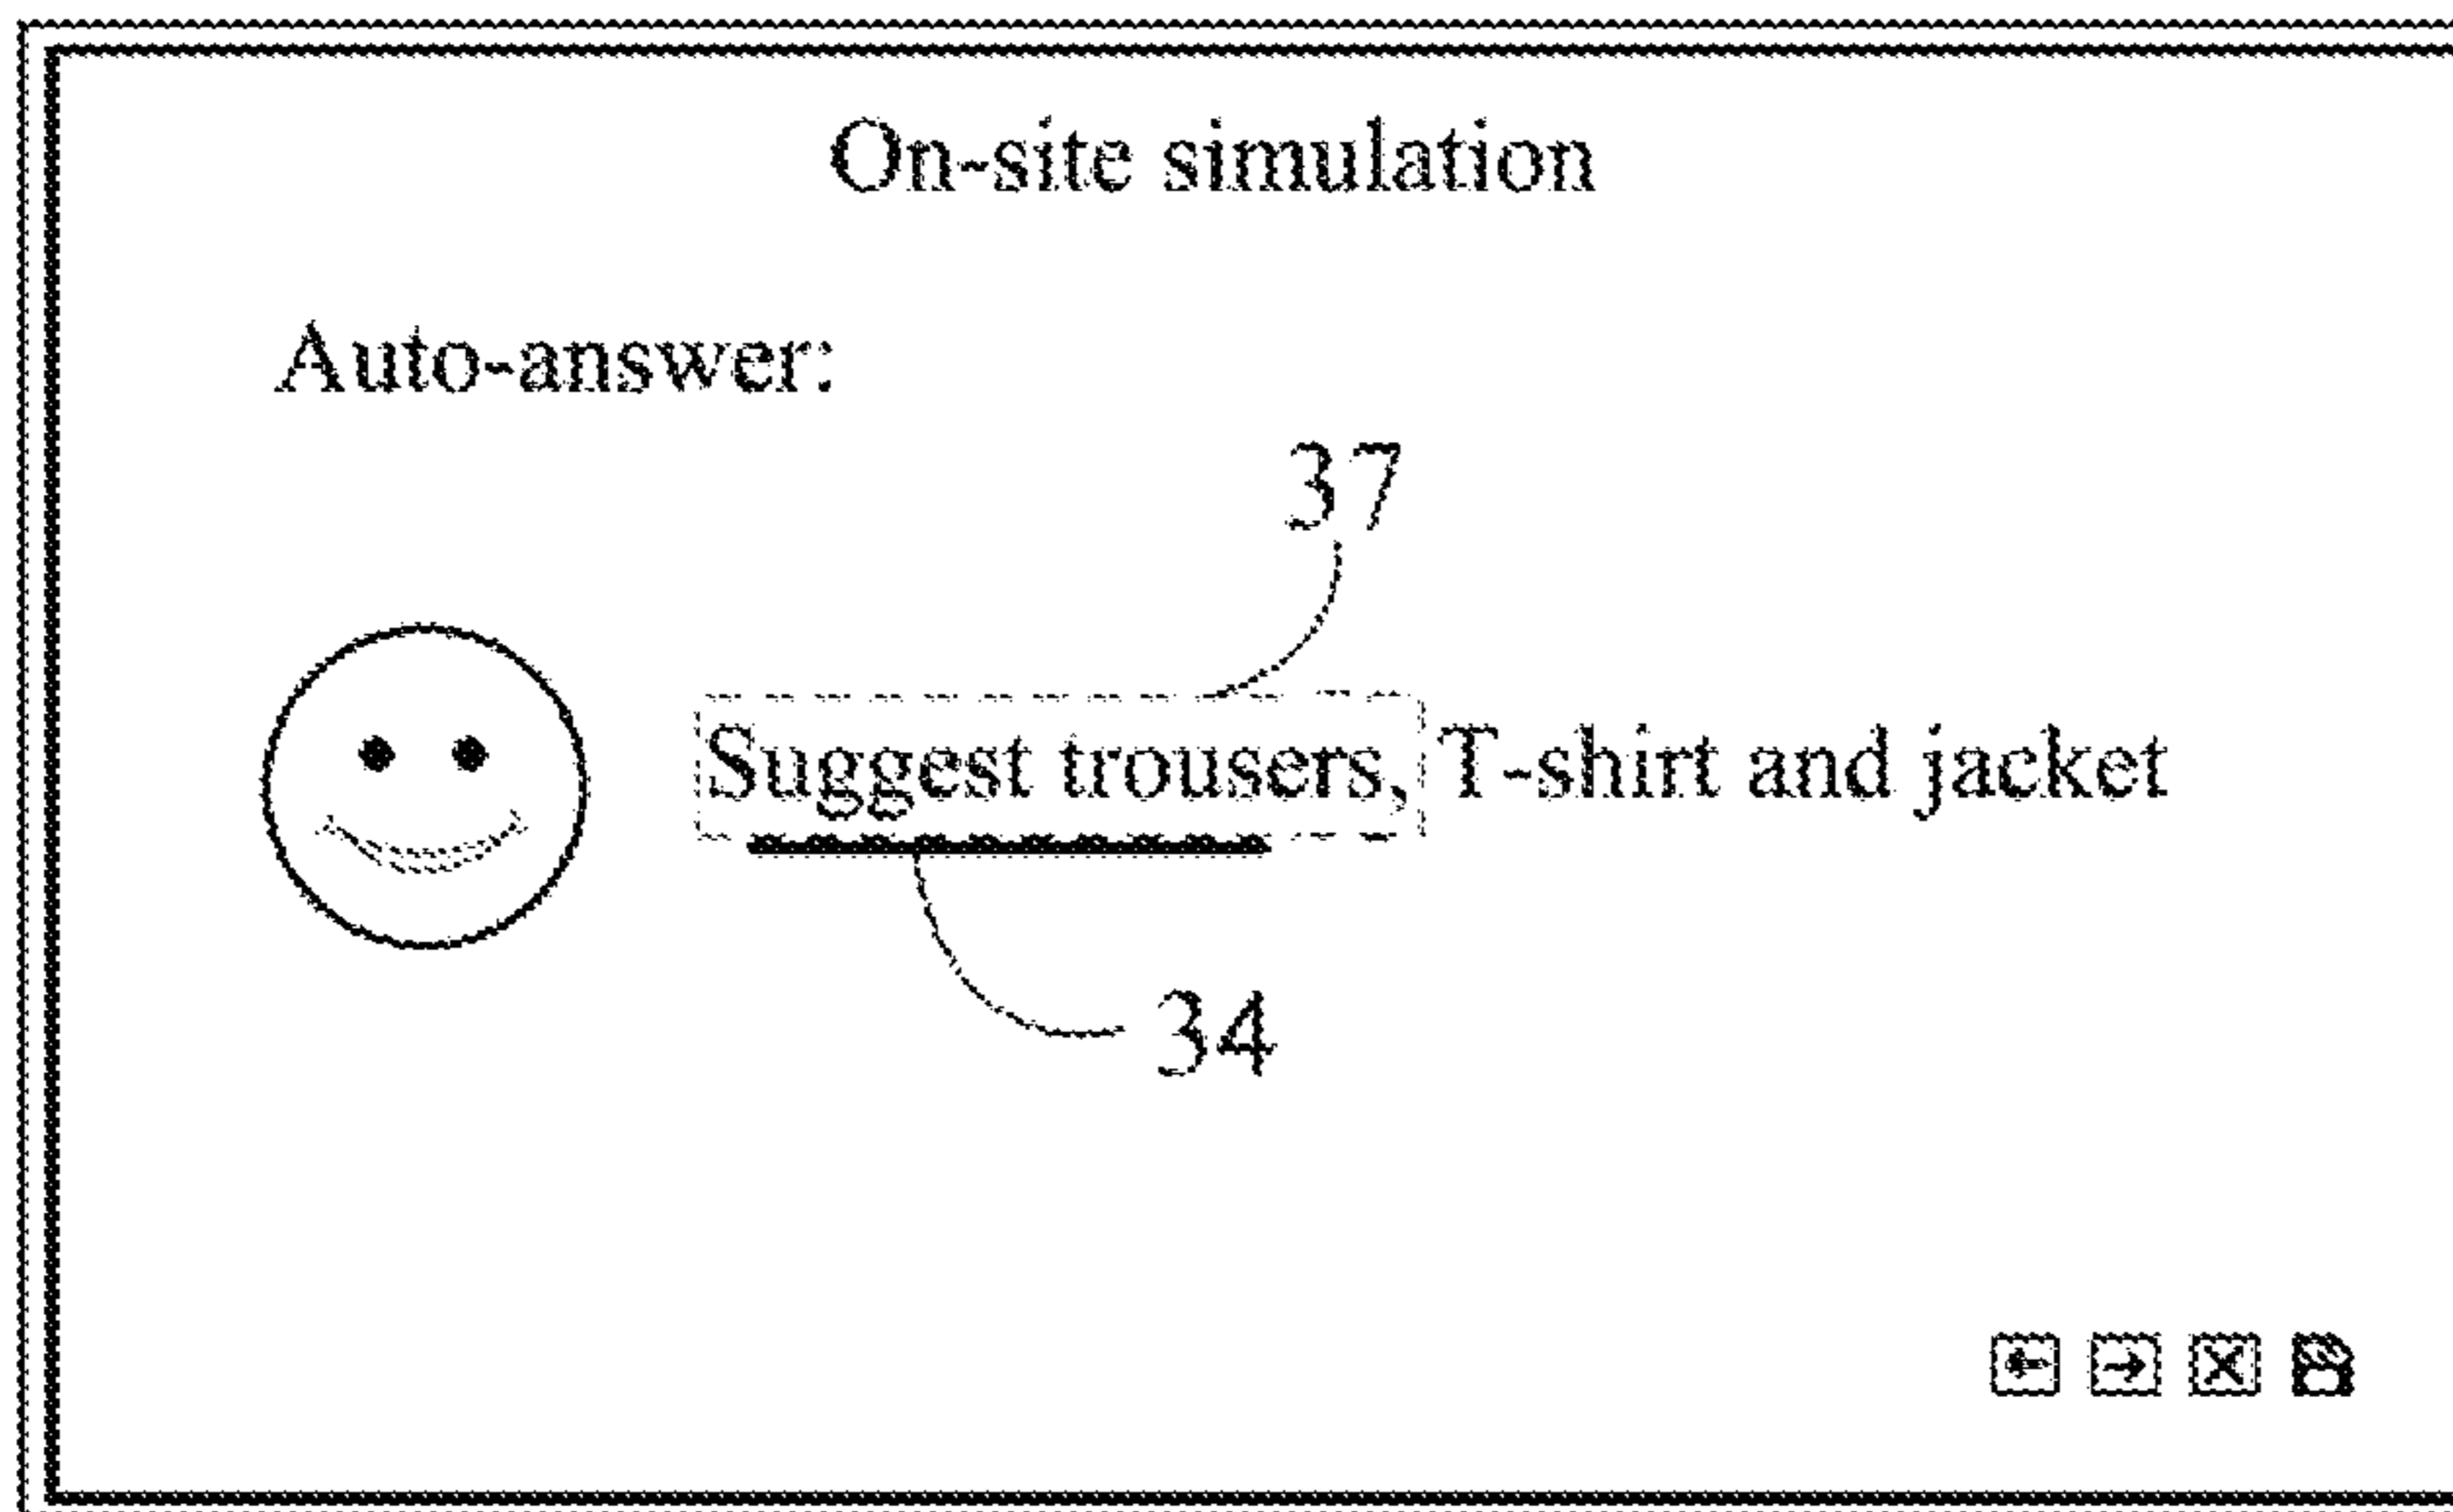 On-site simulation
Auto-answer:
37
Suggest trousers, T-shirt and jacket
34